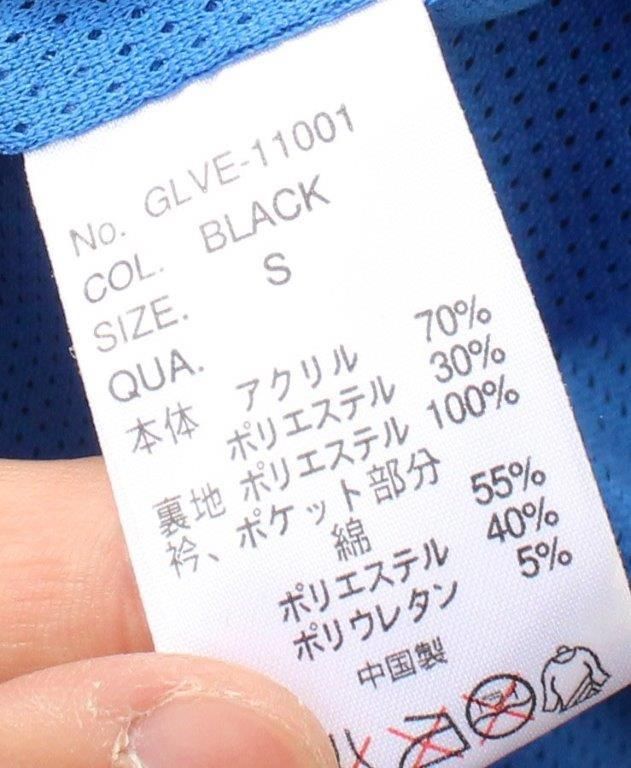 No. GLVE-11001
COL. BLACK
SIZE. S
QUA.
本体 アクリル 70%
ポリエステル 30%
裏地 ポリエステル 100%
衿、ポケット部分
綿 55%
ポリエステル 40%
ポリウレタン 5%
中国製